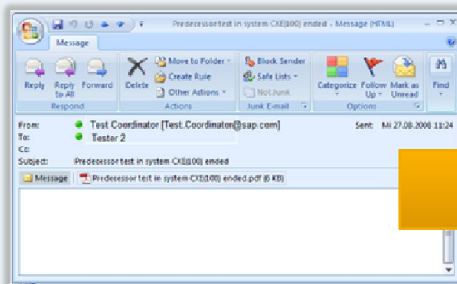 Predecessor test in system CXE(100) ended - Message (HTML)
Message
Reply
Reply to All
Forward
Delete
Move to Folder
Create Rule
Other Actions
Block Sender
Safe Lists
Not Junk
Categorize
Follow Up
Mark as Unread
Find
Respond
Actions
Junk E-mail
Options
From: Test Coordinator [Test.Coordinator@sap.com] Sent: Mi 27.08.2008 11:24
To: Tester 2
Cc:
Subject: Predecessor test in system CXE(100) ended
Message Predecessor test in system CXE(100) ended.pdf (6 KB)